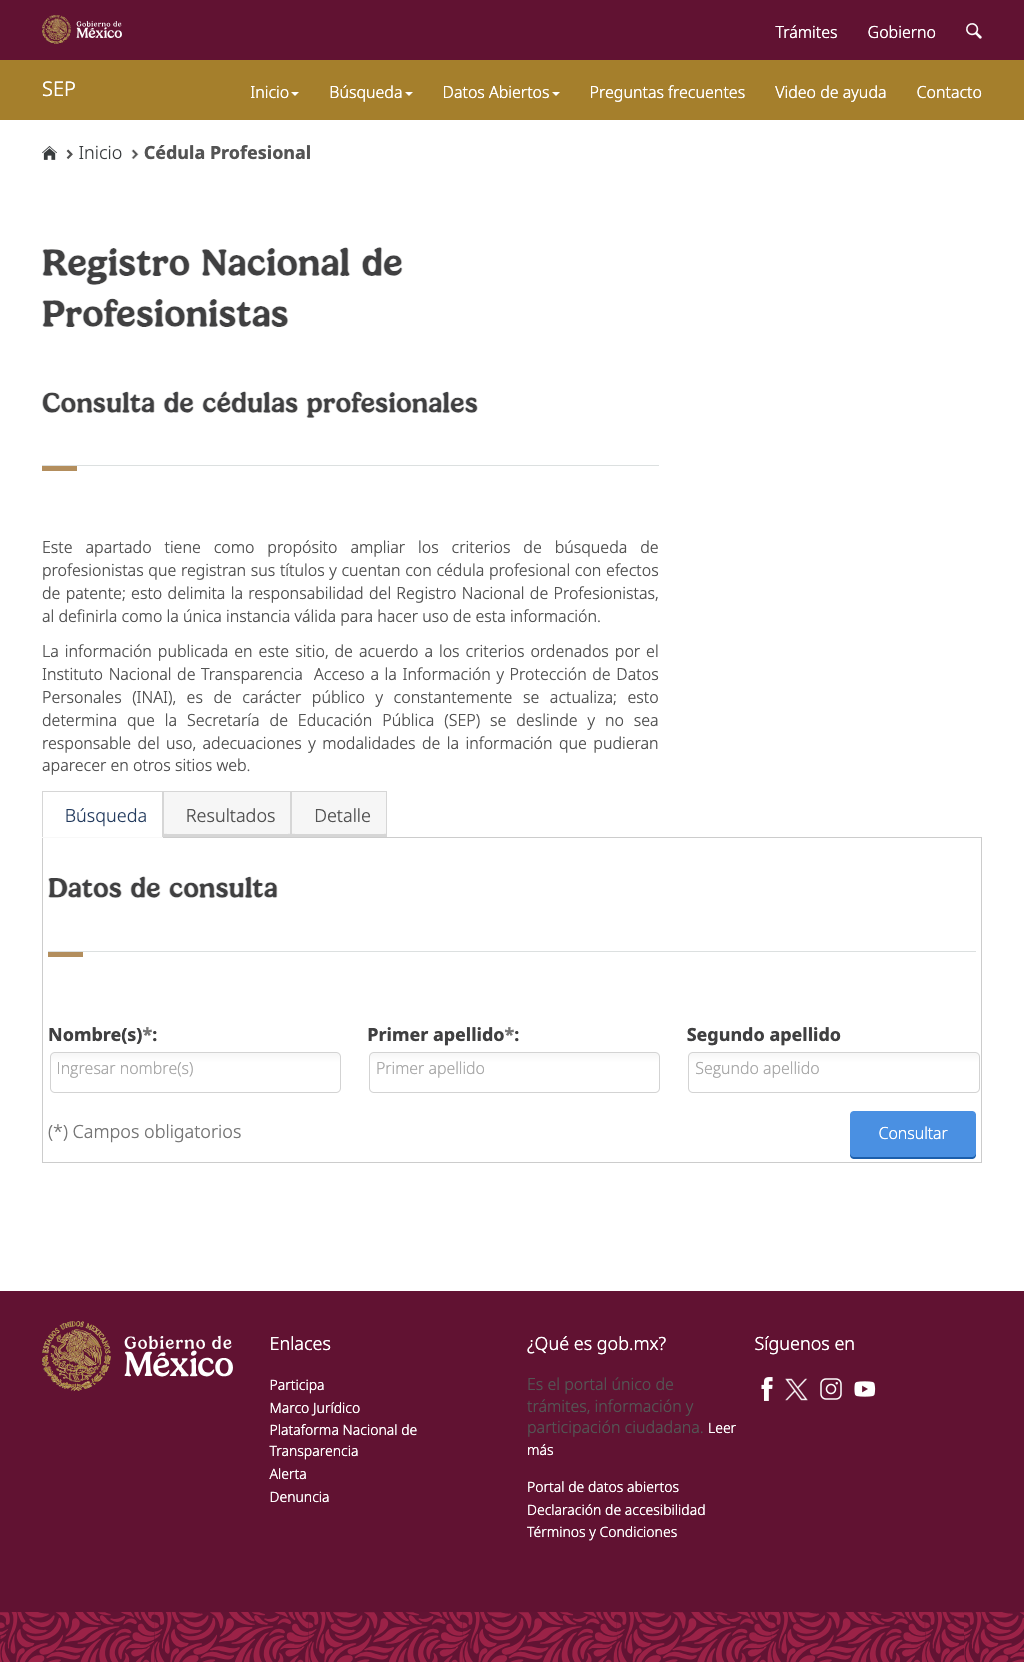 Gobierno de
México
Trámites
Gobierno
SEP
Inicio
Búsqueda
Datos Abiertos
Preguntas frecuentes
Video de ayuda
Contacto
Inicio
Cédula Profesional
Registro Nacional de
Profesionistas
Consulta de cédulas profesionales
Este apartado tiene como propósito ampliar los criterios de búsqueda de
profesionistas que registran sus títulos y cuentan con cédula profesional con efectos
de patente; esto delimita la responsabilidad del Registro Nacional de Profesionistas,
al definirla como la única instancia válida para hacer uso de esta información.
La información publicada en este sitio, de acuerdo a los criterios ordenados por el
Instituto Nacional de Transparencia Acceso a la Información y Protección de Datos
Personales (INAI), es de carácter público y constantemente se actualiza; esto
determina que la Secretaría de Educación Pública (SEP) se deslinde y no sea
responsable del uso, adecuaciones y modalidades de la información que pudieran
aparecer en otros sitios web.
Búsqueda
Resultados
Detalle
Datos de consulta
Nombre(s)*:
Primer apellido*:
Segundo apellido
Ingresar nombre(s)
Primer apellido
Segundo apellido
(*) Campos obligatorios
Consultar
ESTADOS UNIDOS MEXICANOS
Gobierno de
México
Enlaces
Participa
Marco Jurídico
Plataforma Nacional de
Transparencia
Alerta
Denuncia
¿Qué es gob.mx?
Es el portal único de
trámites, información y
participación ciudadana. Leer
más
Portal de datos abiertos
Declaración de accesibilidad
Términos y Condiciones
Síguenos en